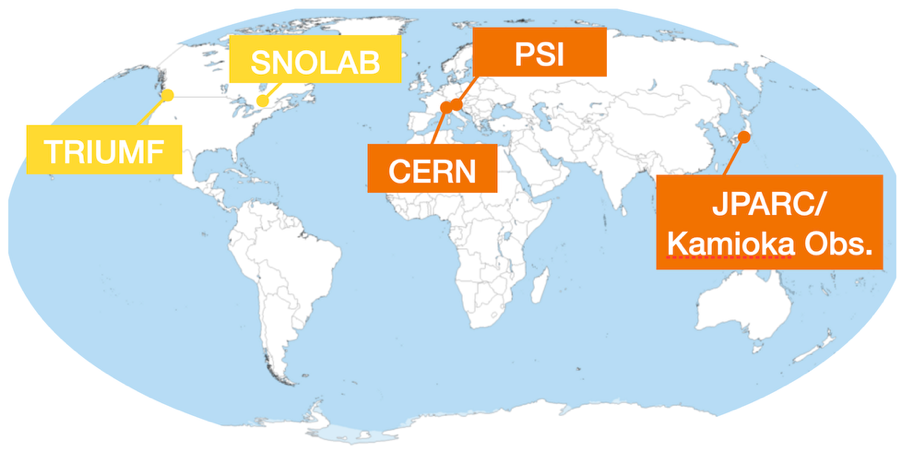 PSI
SNOLAB
TRIUMF
CERN
JPARC/
Kamioka Obs.